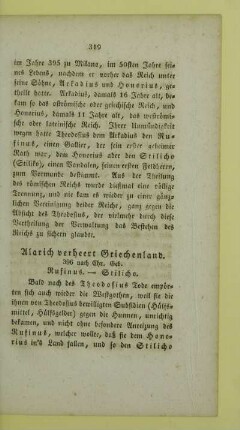 319
im Jahre 395 zu Milano, im 50sten Jahre sei-
nes Lebens, nachdem er vorher das Reich unter
seine Söhne, Arkadius und Honorius, ge-
theilt hatte. Arkadius, damals 16 Jahre alt, be-
kam so das oströmische oder griechische Reich, und
Honorius, damals 11 Jahre alt, das weströmi-
sche oder lateinische Reich. Ihrer Unmündigkeit
wegen hatte Theodosius dem Arkadius den Ru-
finus, einen Gallier, der sein erster geheimer
Rath war, dem Honorius aber den Stilicho
(Stilike), einen Vandalen, seinen ersten Feldherrn,
zum Vormunde bestimmt. Aus der Theilung
des römischen Reichs wurde diesmal eine völlige
Trennung, und nie kam es wieder zu einer gänz-
lichen Vereinigung beider Reiche, ganz gegen die
Absicht des Theodosius, der vielmehr durch diese
Vertheilung der Verwaltung das Bestehen des
Reichs zu sichern glaubte.
Alarich verheert Griechenland.
396 nach Chr. Geb.
Rufinus. — Stilicho.
Bald nach des Theodosius Tode empör-
ten sich auch wieder die Westgothen, weil sie die
ihnen von Theodosius bewilligten Subsidien (Hülfs-
mittel, Hülfsgelder) gegen die Hunnen, unrichtig
bekamen, und nicht ohne besondere Anreizung des
Rufinus, welcher wollte, daß sie dem Hono-
rius in's Land fallen, und so den Stilicho